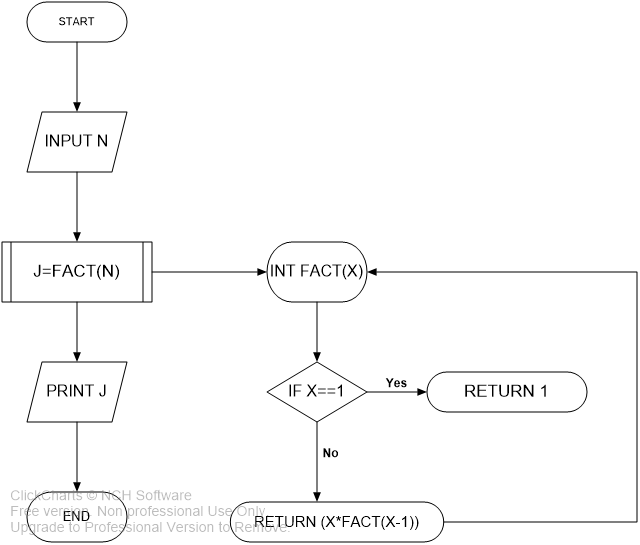 START
INPUT N
J=FACT(N)
INT FACT(X)
PRINT J
IF X==1
Yes
RETURN 1
No
ClickCharts © NCH Software
Free version. Non-professional Use Only.
Upgrade to Professional Version to Remove.
END
RETURN (X*FACT(X-1))